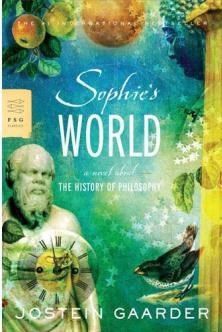 THE #1 INTERNATIONAL BESTSELLER
FSG
CLASSICS
Sophie's
WORLD
a novel about
THE HISTORY OF PHILOSOPHY
JOSTEIN GAARDER